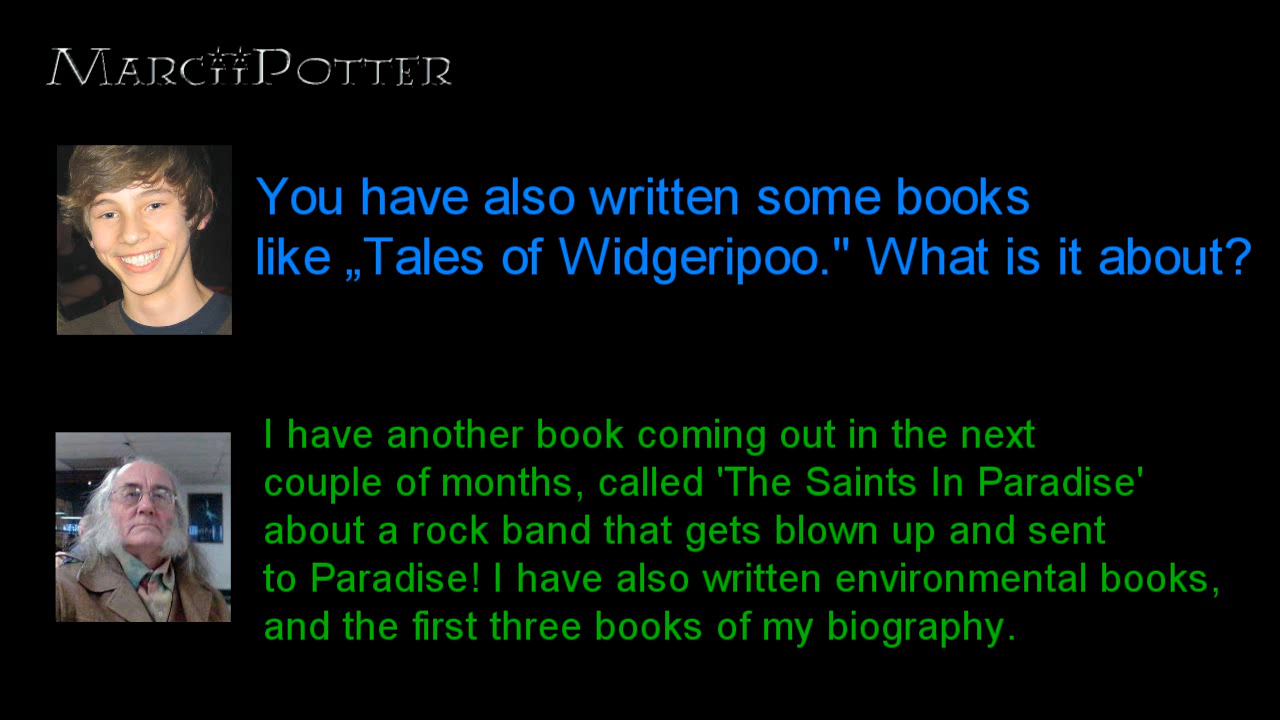 MarciiPotter
You have also written some books
like „Tales of Widgeripoo." What is it about?
I have another book coming out in the next
couple of months, called 'The Saints In Paradise'
about a rock band that gets blown up and sent
to Paradise! I have also written environmental books,
and the first three books of my biography.